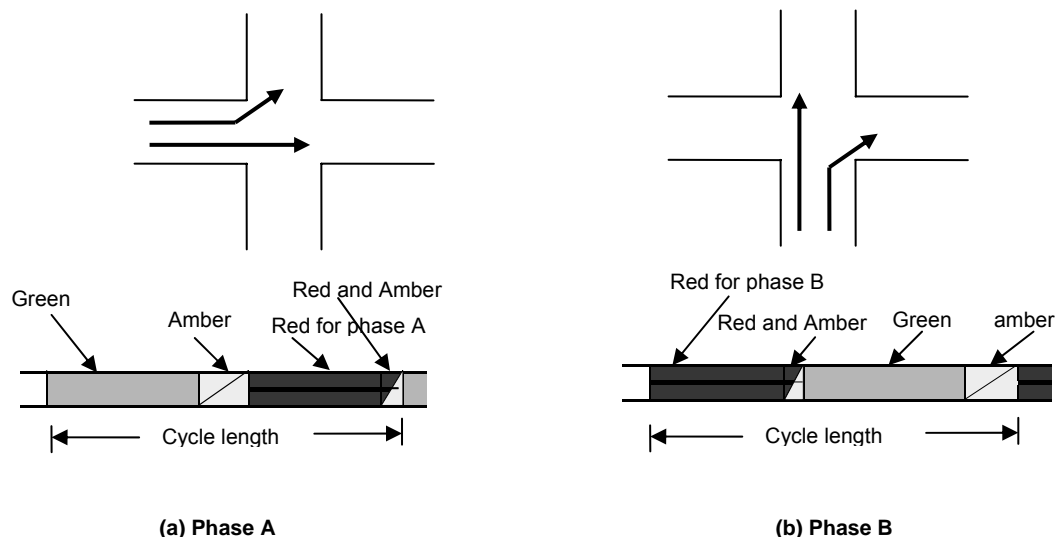 Green
Amber
Red and Amber
Red for phase A
Cycle length
(a) Phase A
Red for phase B
Red and Amber
Green
amber
Cycle length
(b) Phase B